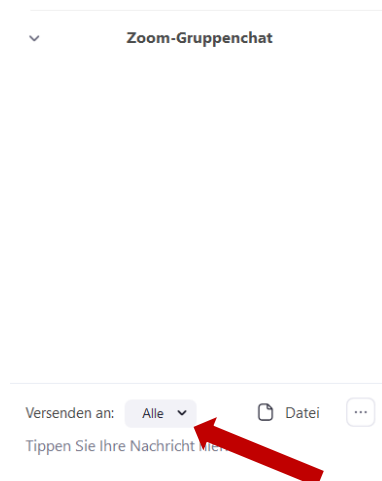 Zoom-Gruppenchat
Versenden an: Alle Datei
Tippen Sie Ihre Nachricht